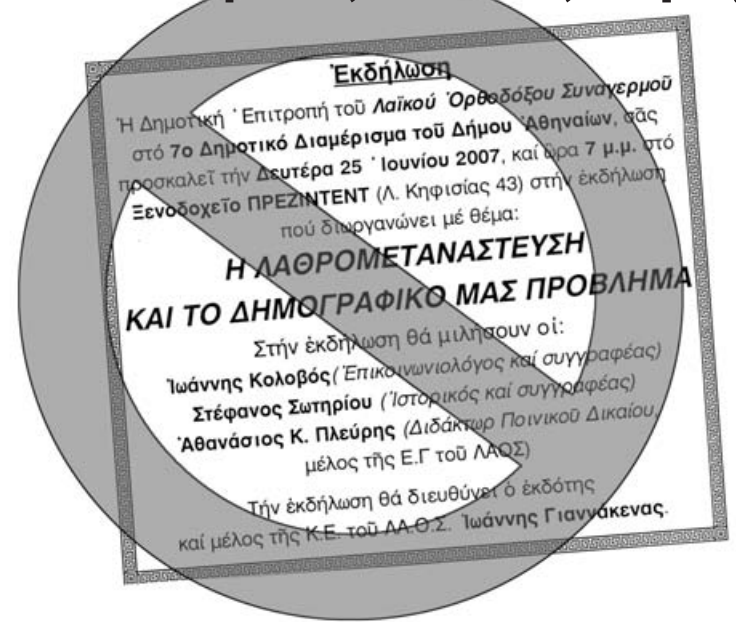 Ἐκδήλωση
Ἡ Δημοτική Ἐπιτροπή τοῦ Λαϊκού Ὀρθοδόξου Συναγερμοῦ
στό 7ο Δημοτικό Διαμέρισμα τοῦ Δήμου Ἀθηναίων, σᾶς
προσκαλεῖ τήν Δευτέρα 25 Ἰουνίου 2007, καί ὥρα 7 μ.μ. στό
Ξενοδοχεῖο ΠΡΕΖΙΝΤΕΝΤ (Λ. Κηφισίας 43) στήν ἐκδήλωση
πού διωργανώνει μέ θέμα:
Η ΛΑΘΡΟΜΕΤΑΝΑΣΤΕΥΣΗ
ΚΑΙ ΤΟ ΔΗΜΟΓΡΑΦΙΚΟ ΜΑΣ ΠΡΟΒΛΗΜΑ
Στήν ἐκδήλωση θά μιλήσουν οἱ:
Ἰωάννης Κολοβός (Ἐπικοινωνιολόγος καί συγγραφέας)
Στέφανος Σωτηρίου (Ἱστορικός καί συγγράφέας)
Ἀθανάσιος Κ. Πλεύρης (Διδάκτωρ Ποινικοῦ Δικαίου,
μέλος τῆς Ε.Γ τοῦ ΛΑΟΣ)
Τήν ἐκδήλωση θά διευθύνει ὁ ἐκδότης
καί μέλος τῆς Κ.Ε. τοῦ ΛΑ.Ο.Σ. Ἰωάννης Γιαννάκενας.